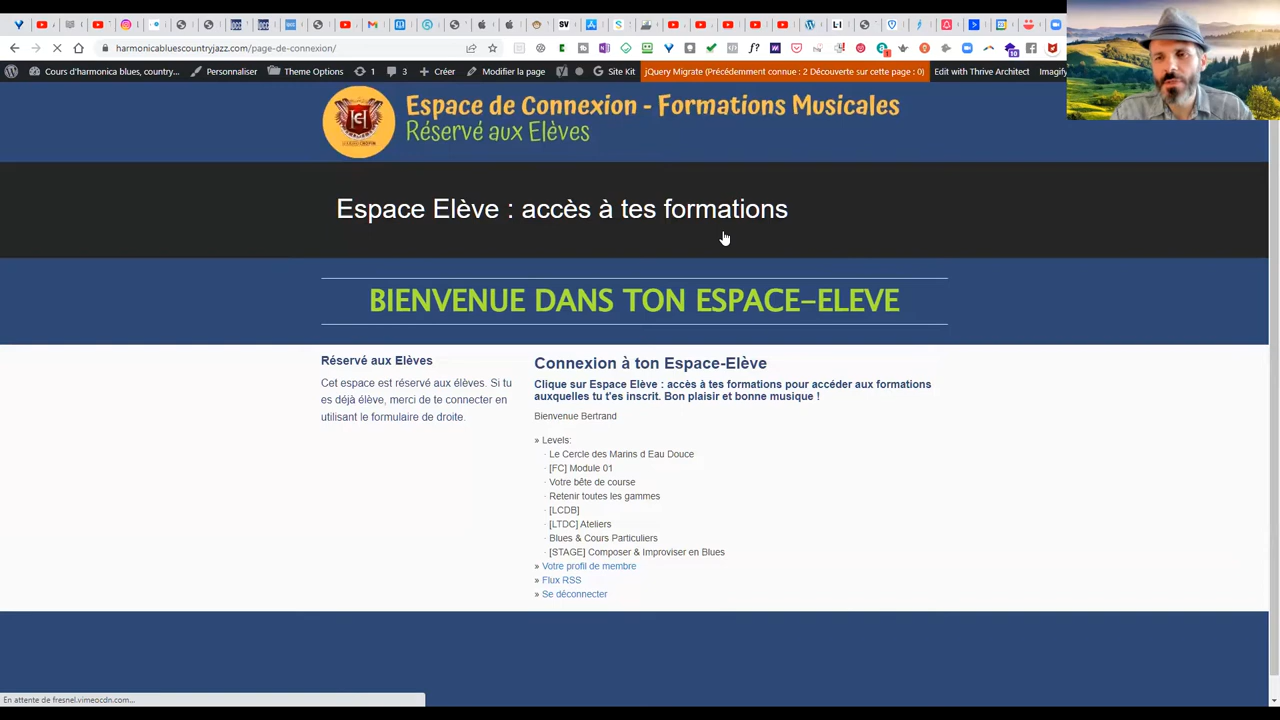 harmonicabluescountryjazz.com/page-de-connexion/
Cours d'harmonica blues, country... Personnaliser Theme Options 1 3 Créer Modifier la page Site Kit jQuery Migrate (Précédemment connue : 2 Découverte sur cette page : 0) Edit with Thrive Architect Imagify
Espace de Connexion - Formations Musicales
Réservé aux Elèves
Espace Elève : accès à tes formations
BIENVENUE DANS TON ESPACE-ELEVE
Réservé aux Elèves
Cet espace est réservé aux élèves. Si tu
es déjà élève, merci de te connecter en
utilisant le formulaire de droite.
Connexion à ton Espace-Elève
Clique sur Espace Elève : accès à tes formations pour accéder aux formations
auxquelles tu t'es inscrit. Bon plaisir et bonne musique !
Bienvenue Bertrand
» Levels:
· Le Cercle des Marins d Eau Douce
· [FC] Module 01
· Votre bête de course
· Retenir toutes les gammes
· [LCDB]
· [LTDC] Ateliers
· Blues & Cours Particuliers
· [STAGE] Composer & Improviser en Blues
» Votre profil de membre
» Flux RSS
» Se déconnecter
En attente de fresnel.vimeocdn.com...